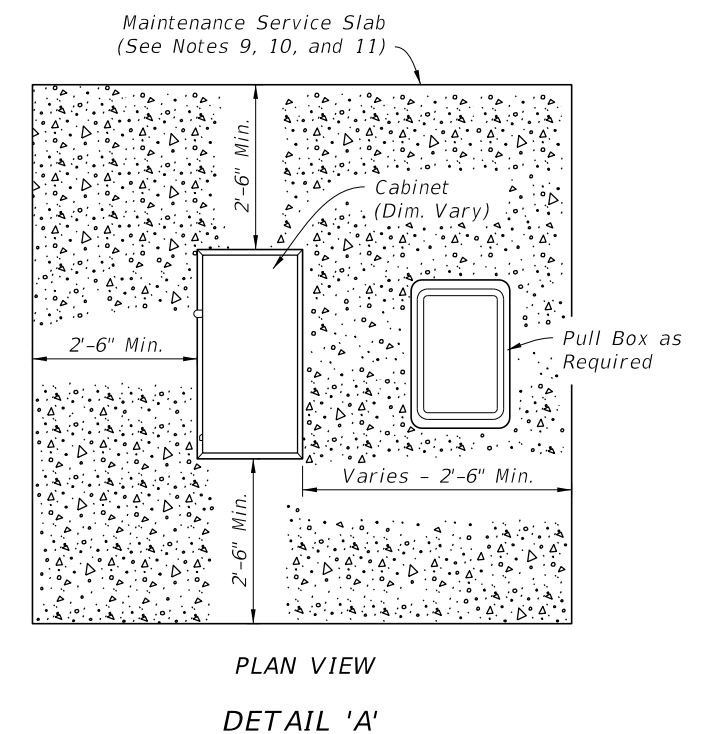 Maintenance Service Slab
(See Notes 9, 10, and 11)
2'-6" Min.
Cabinet
(Dim. Vary)
2'-6" Min.
Pull Box as
Required
Varies - 2'-6" Min.
2'-6" Min.
PLAN VIEW
DETAIL 'A'